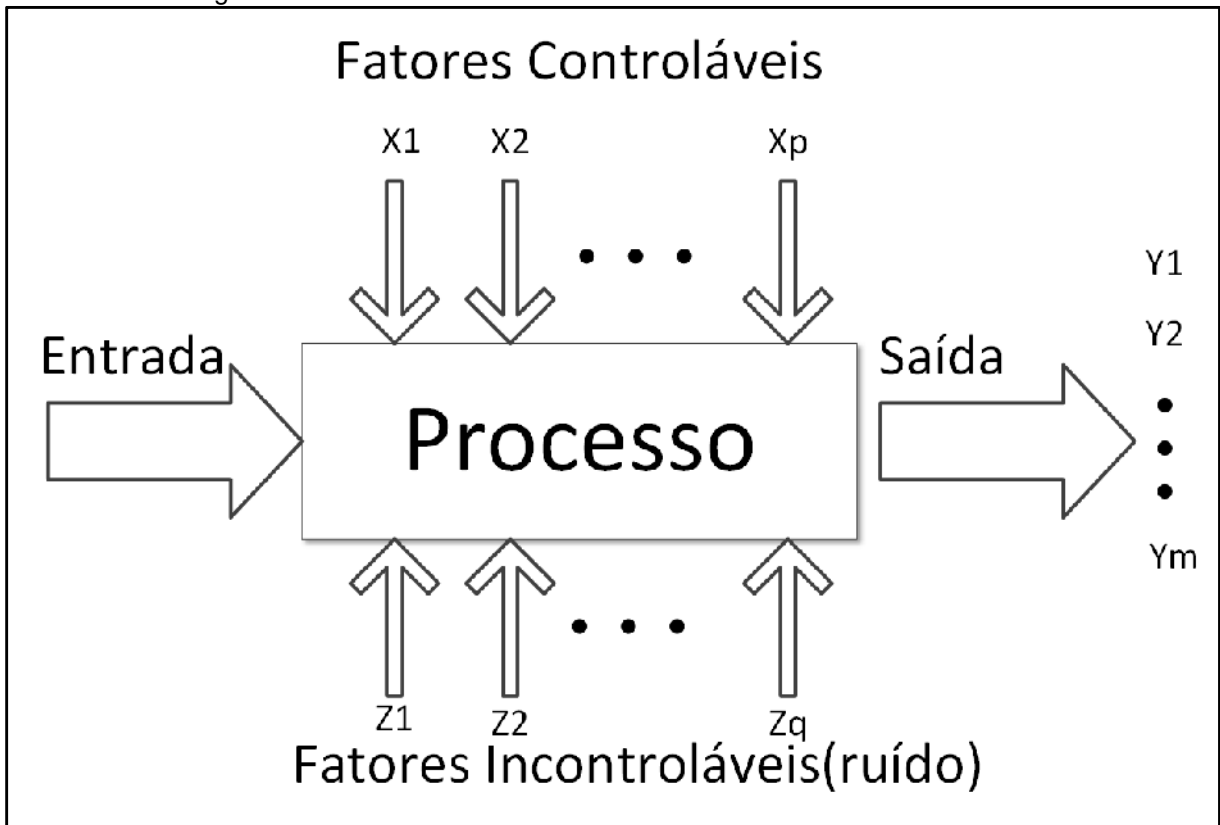 Fatores Controláveis
X1 X2 Xp
Entrada
Processo
Saída
Y1
Y2
Ym
Z1 Z2 Zq
Fatores Incontroláveis(ruído)